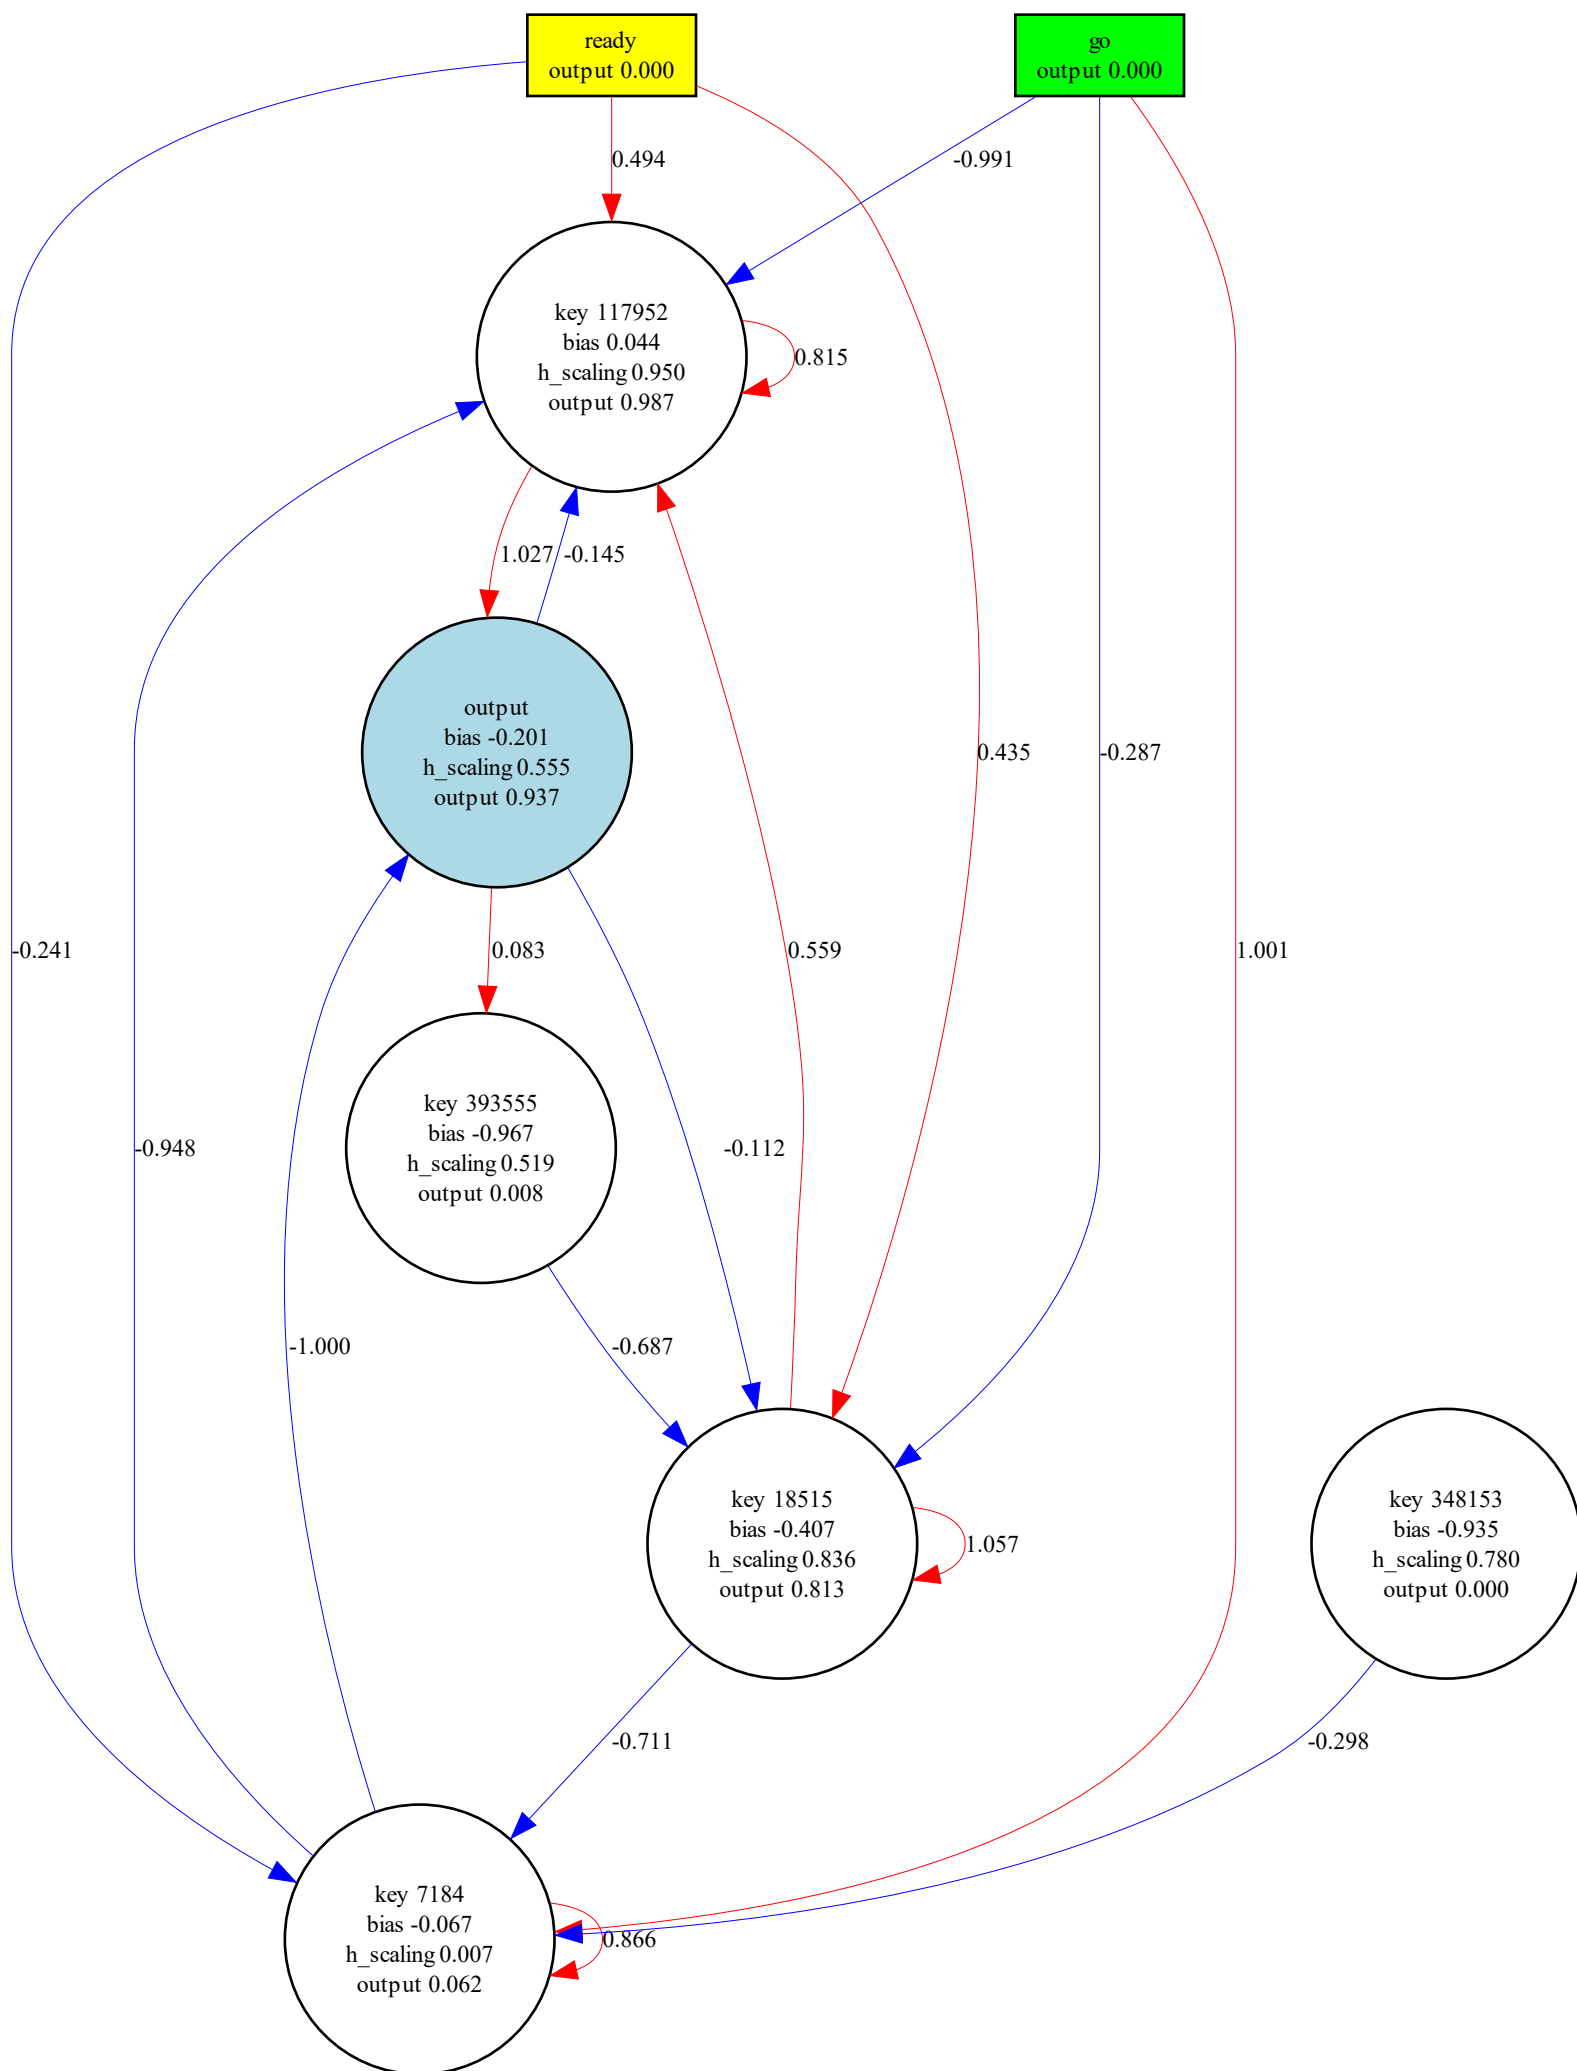 ready
output 0.000
go
output 0.000
0.494
-0.991
key 117952
bias 0.044
h_scaling 0.950
output 0.987
0.815
1.027
-0.145
output
bias -0.201
h_scaling 0.555
output 0.937
0.435
-0.287
-0.241
0.083
0.559
1.001
key 393555
bias -0.967
h_scaling 0.519
output 0.008
-0.948
-0.112
-1.000
-0.687
key 18515
bias -0.407
h_scaling 0.836
output 0.813
1.057
key 348153
bias -0.935
h_scaling 0.780
output 0.000
-0.711
-0.298
key 7184
bias -0.067
h_scaling 0.007
output 0.062
0.866